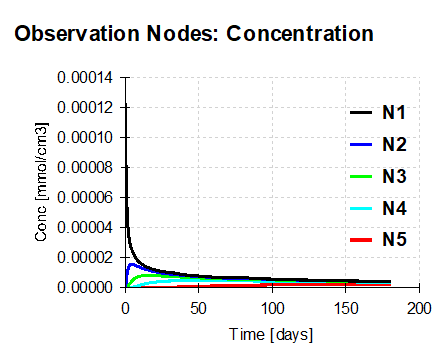 Observation Nodes: Concentration
0.00014
0.00012
0.00010
0.00008
0.00006
0.00004
0.00002
0.00000
Conc [mmol/cm3]
N1
N2
N3
N4
N5
0 50 100 150 200
Time [days]